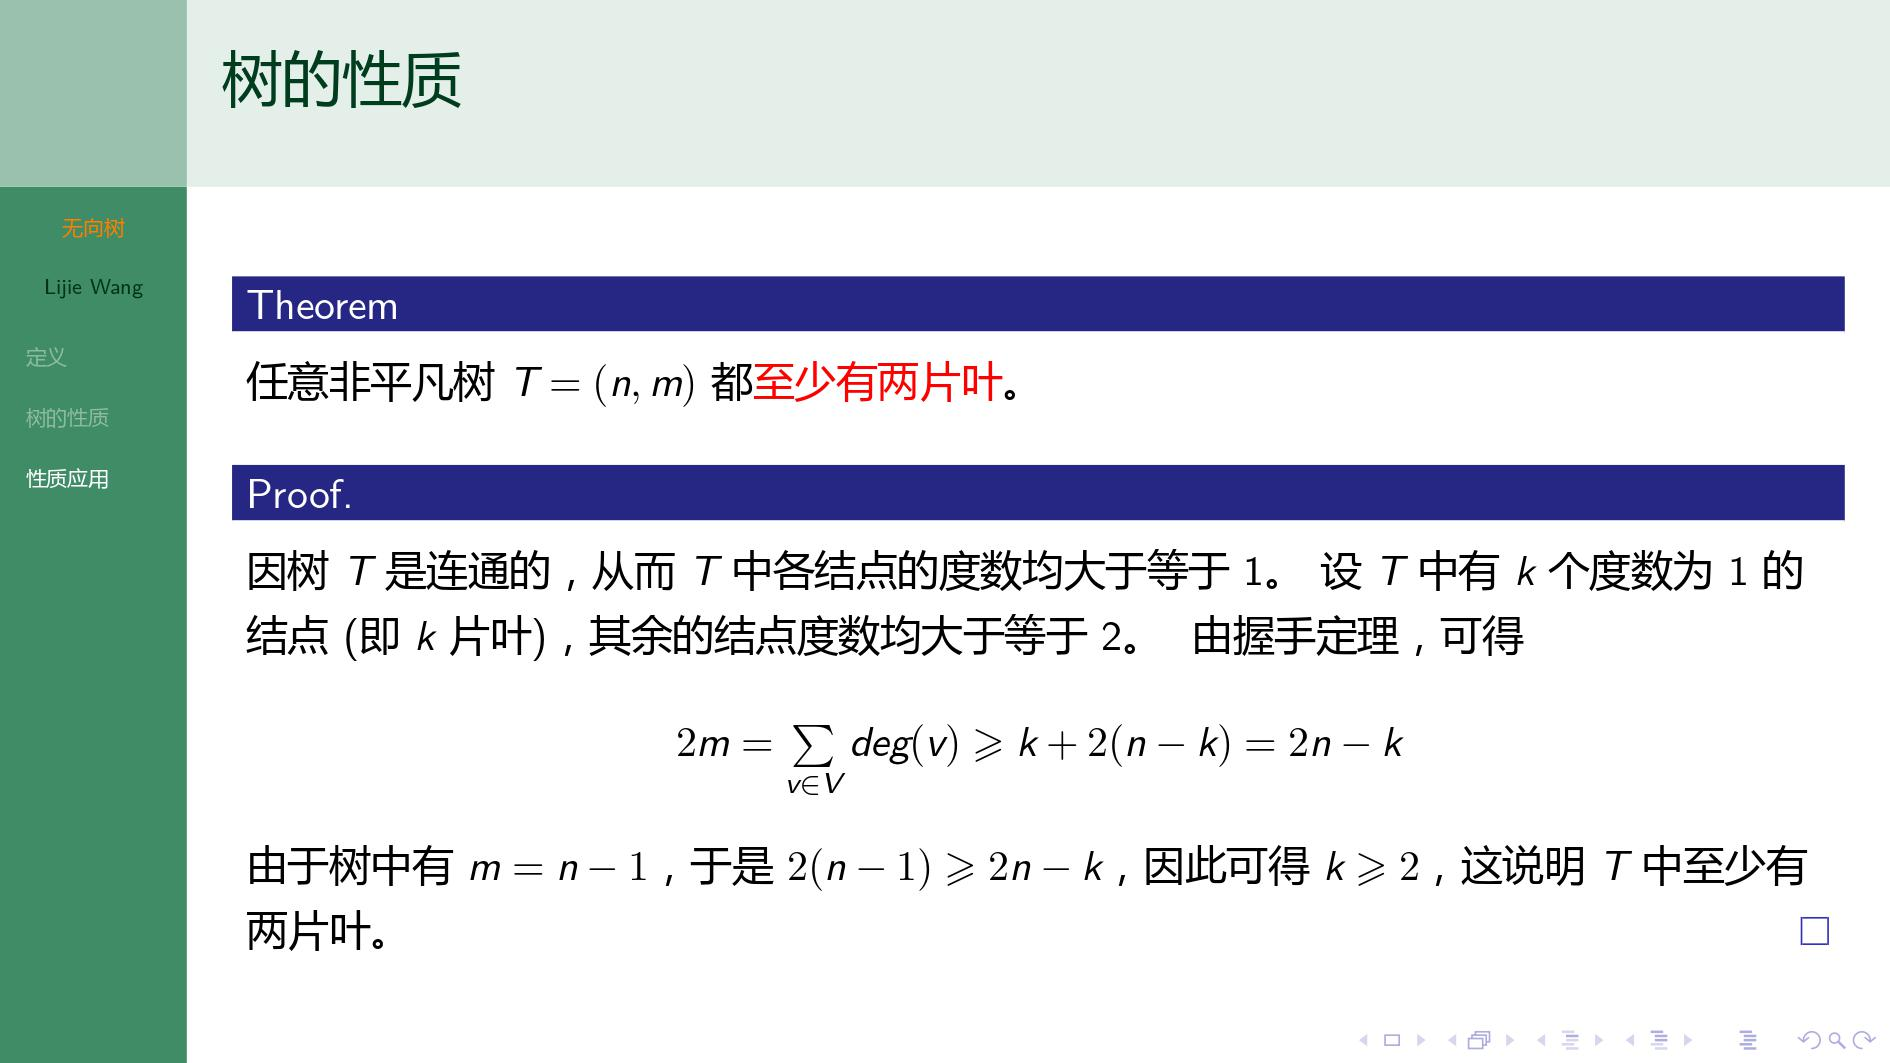 树的性质
无向树
Lijie Wang
定义
树的性质
性质应用
Theorem
任意非平凡树 T = (n, m) 都至少有两片叶。
Proof.
因树 T 是连通的，从而 T 中各结点的度数均大于等于 1。 设 T 中有 k 个度数为 1 的
结点 (即 k 片叶)，其余的结点度数均大于等于 2。 由握手定理，可得
2m = ∑ deg(v) ⩾ k + 2(n − k) = 2n − k
v∈V
由于树中有 m = n − 1，于是 2(n − 1) ⩾ 2n − k，因此可得 k ⩾ 2，这说明 T 中至少有
两片叶。